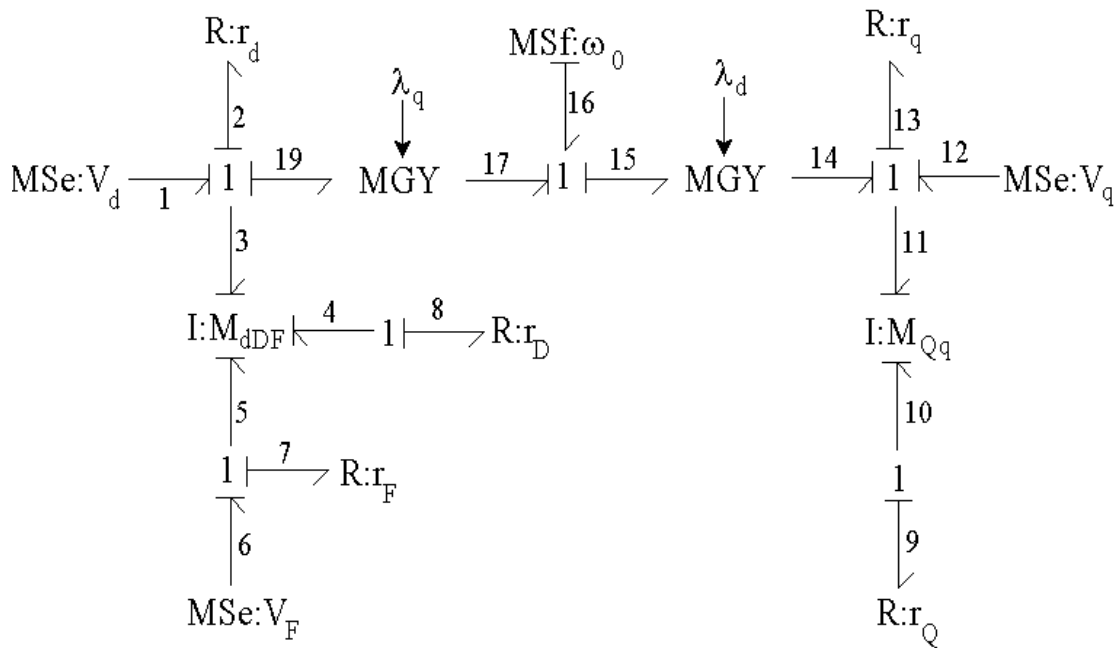 R:r_d
MSf:ω_0
R:r_q
λ_q
λ_d
2
16
13
MSe:V_d
1
1
19
MGY
17
1
15
MGY
14
1
12
MSe:V_q
3
11
I:M_dDF
4
1
8
R:r_D
I:M_Qq
5
10
1
7
R:r_F
1
6
9
MSe:V_F
R:r_Q